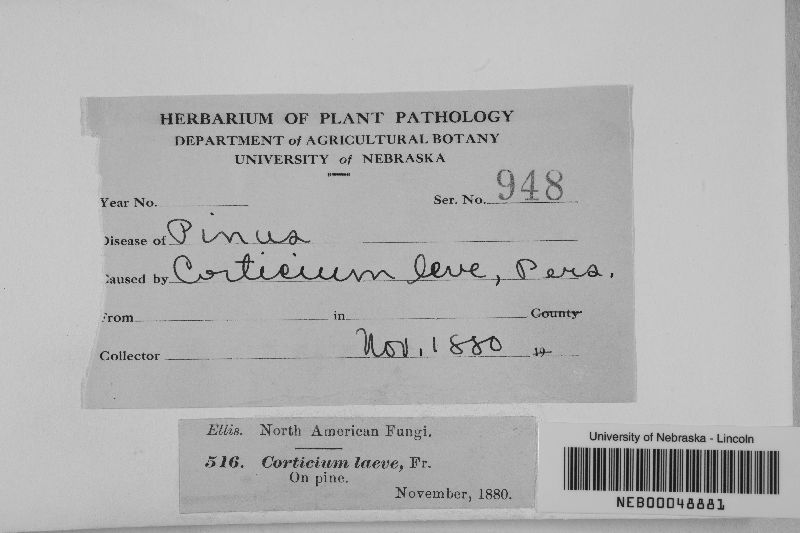 HERBARIUM OF PLANT PATHOLOGY
DEPARTMENT of AGRICULTURAL BOTANY
UNIVERSITY of NEBRASKA
Year No. Ser. No. 948
Disease of Pinus
Caused by Corticium leve, Pers.
From in County
Collector Nov. 1880 19
Ellis. North American Fungi.
516. Corticium laeve, Fr.
On pine.
November, 1880.
University of Nebraska - Lincoln
NEB00048881